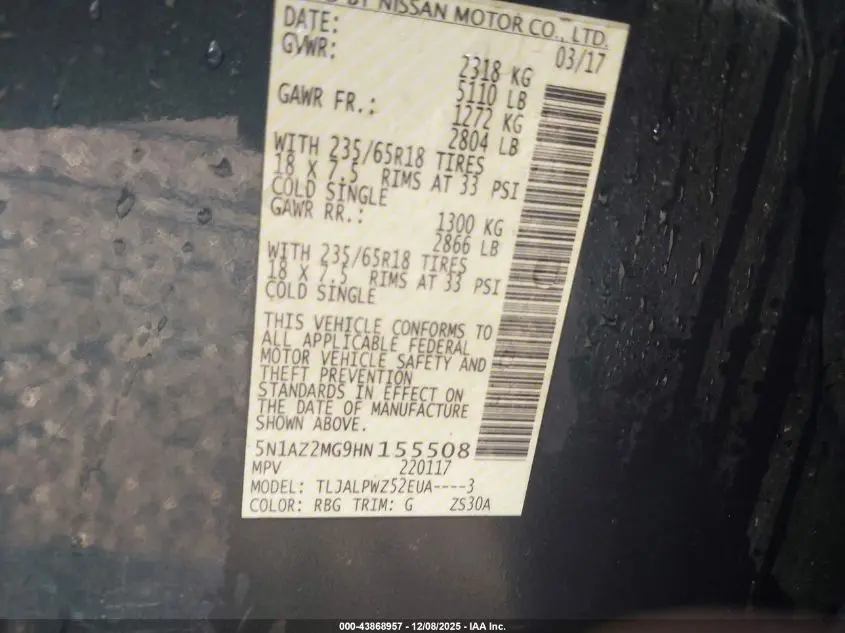 BY NISSAN MOTOR CO., LTD.
DATE: 03/17
GVWR: 2318 KG
5110 LB
GAWR FR.: 1272 KG
2804 LB
WITH 235/65R18 TIRES
18 X 7.5 RIMS AT 33 PSI
COLD SINGLE
GAWR RR.: 1300 KG
2866 LB
WITH 235/65R18 TIRES
18 X 7.5 RIMS AT 33 PSI
COLD SINGLE
THIS VEHICLE CONFORMS TO
ALL APPLICABLE FEDERAL
MOTOR VEHICLE SAFETY AND
THEFT PREVENTION
STANDARDS IN EFFECT ON
THE DATE OF MANUFACTURE
SHOWN ABOVE.
5N1AZ2MG9HN155508
MPV 220117
MODEL: TLJALPWZ52EUA----3
COLOR: RBG TRIM: G ZS30A
000-43868957 - 12/08/2025 - IAA Inc.